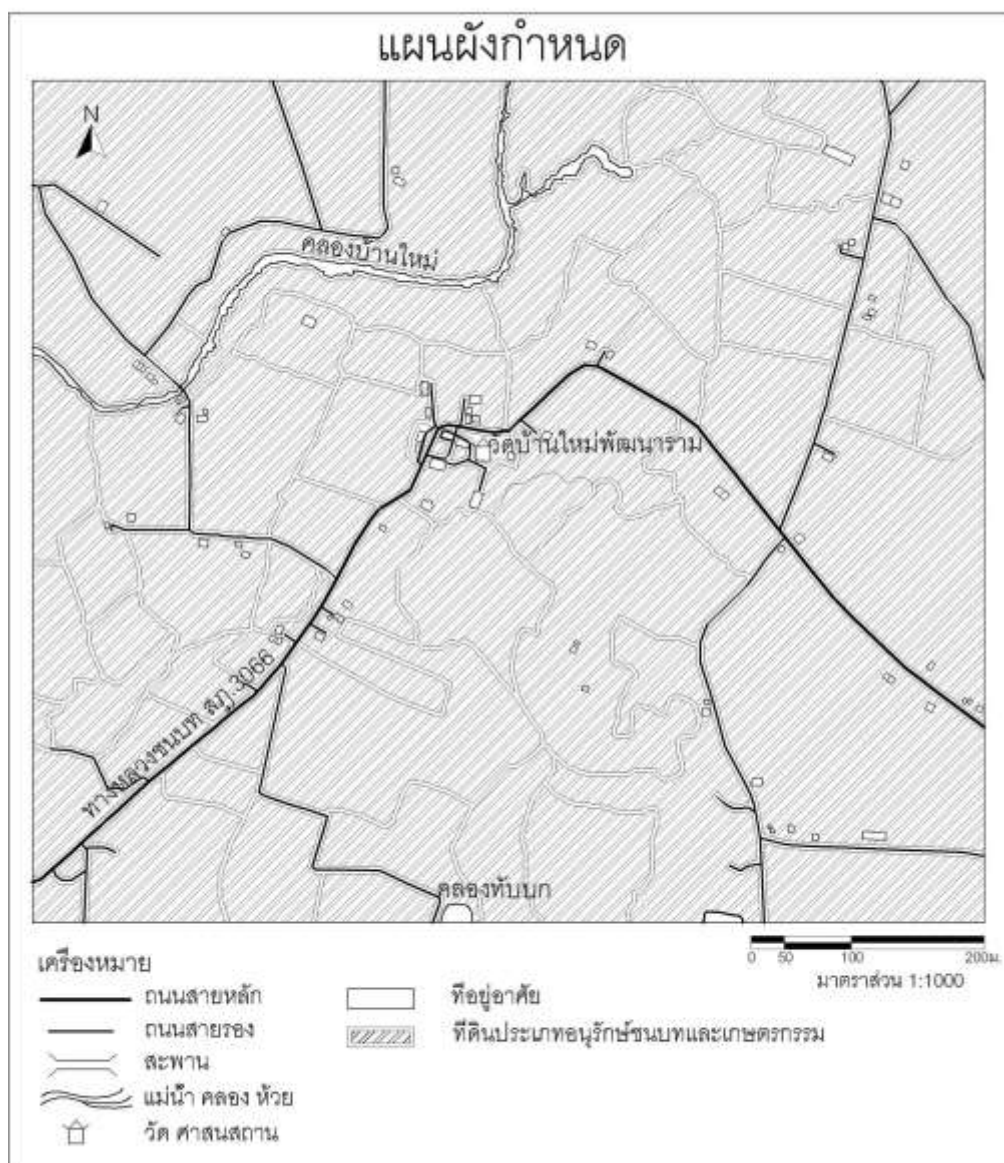 แผนผังกำหนด
N
คลองบ้านใหม่
วัดบ้านใหม่พัฒนาราม
ทางหลวงชนบท สฎ.3066
คลองทับบก
0 50 100 200ม.
มาตราส่วน 1:1000
เครื่องหมาย
ถนนสายหลัก
ถนนสายรอง
สะพาน
แม่น้ำ คลอง ห้วย
วัด ศาสนสถาน
ที่อยู่อาศัย
ที่ดินประเภทอนุรักษ์ชนบทและเกษตรกรรม